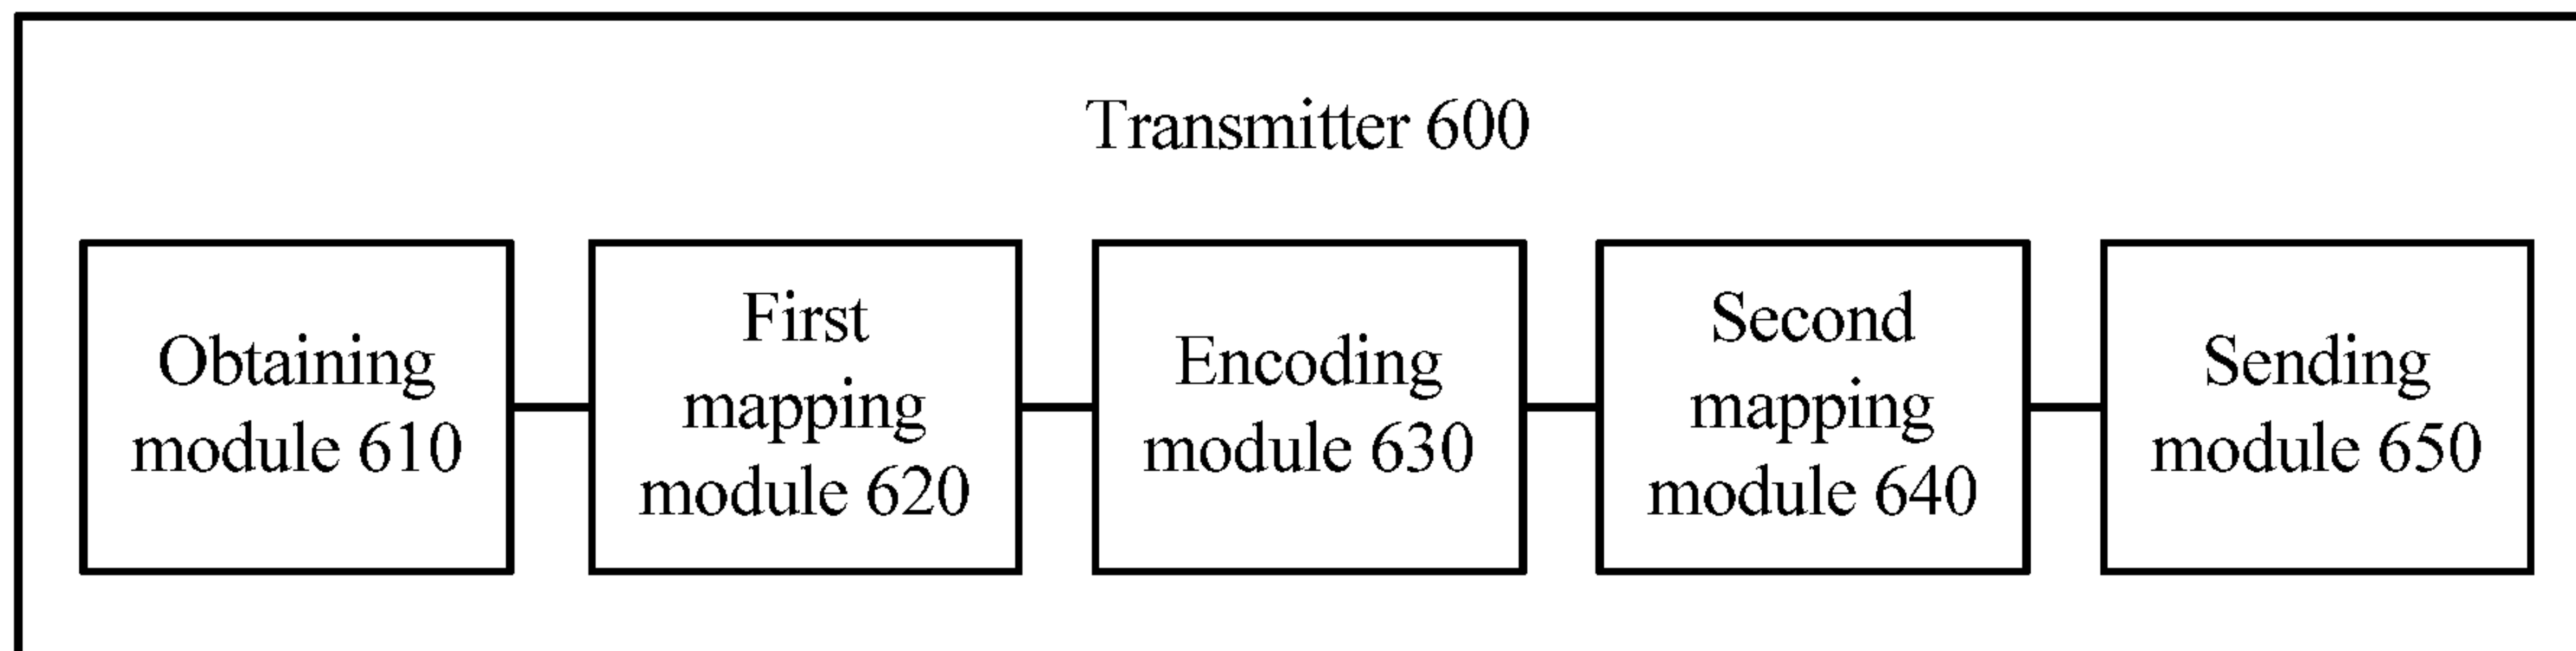 Transmitter 600
Obtaining
module 610
First
mapping
module 620
Encoding
module 630
Second
mapping
module 640
Sending
module 650